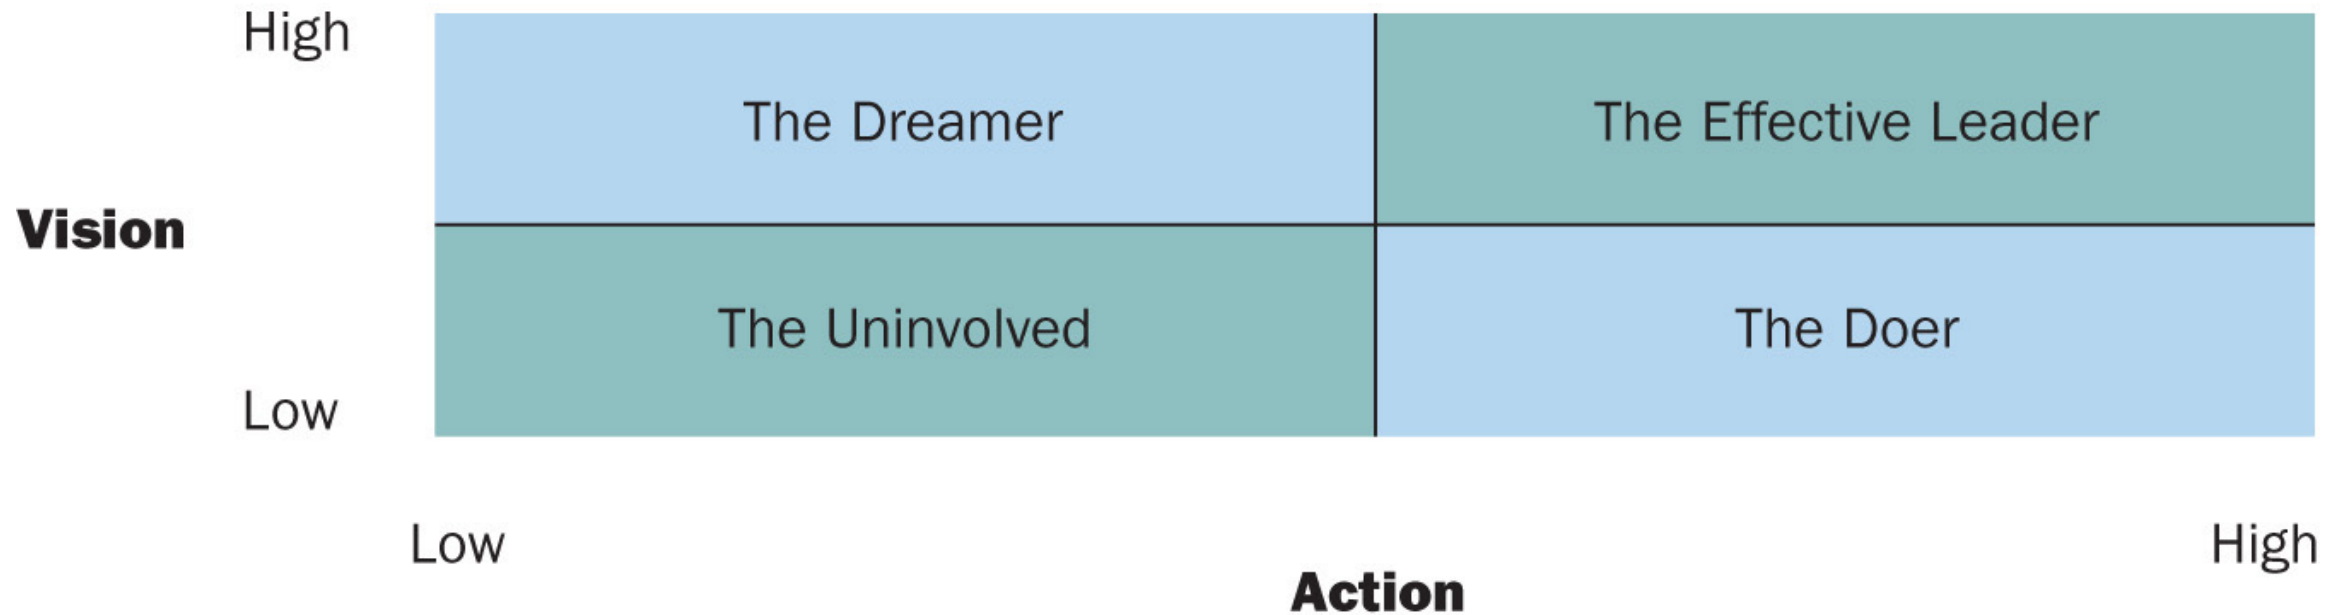 High
The Dreamer
The Effective Leader
Vision
The Uninvolved
The Doer
Low
Low
High
Action